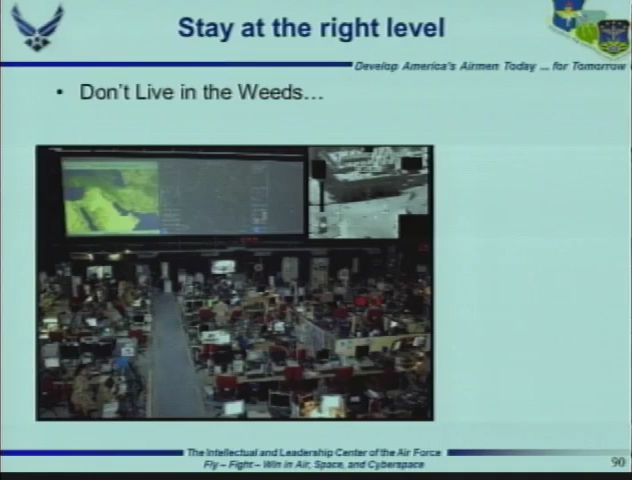 Stay at the right level
Develop America's Airmen Today ... for Tomorrow
• Don't Live in the Weeds…
The Intellectual and Leadership Center of the Air Force
Fly – Fight – Win in Air, Space, and Cyberspace
90